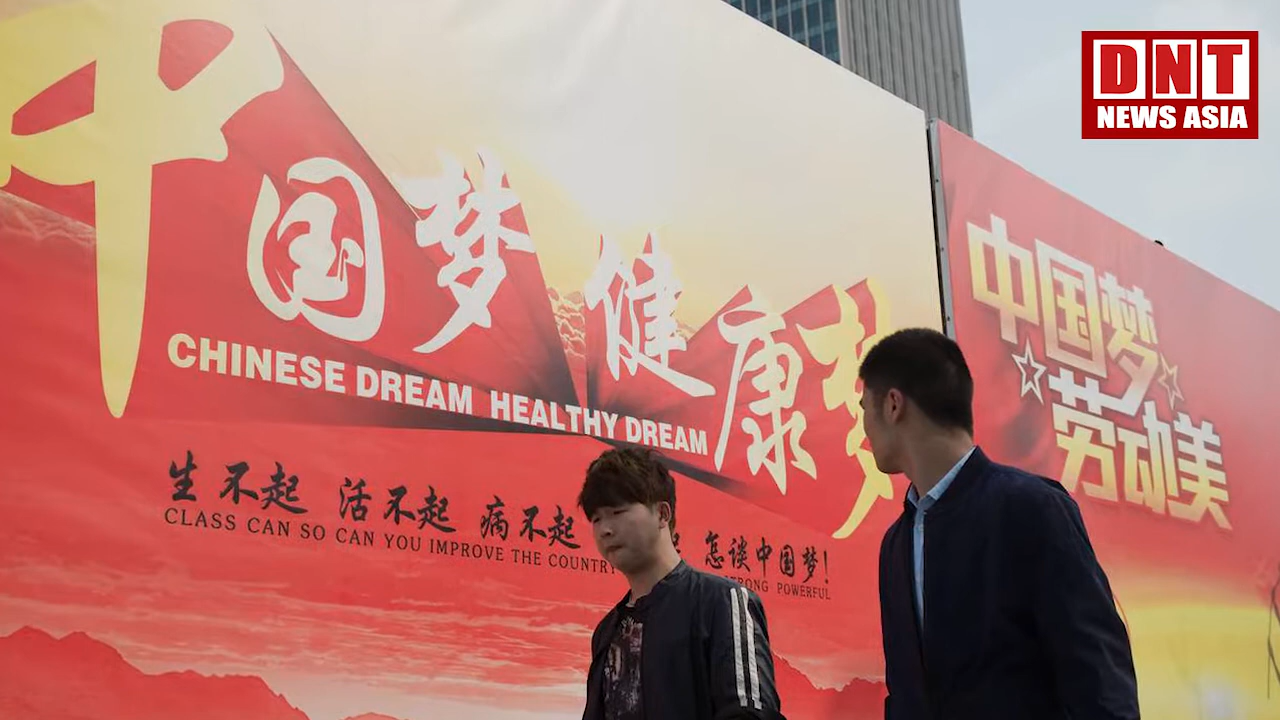 中国梦 健康梦
CHINESE DREAM HEALTHY DREAM
生不起 活不起 病不起 怎谈中国梦!
CLASS CAN SO CAN YOU IMPROVE THE COUNTRY STRONG POWERFUL
中国梦
劳动美
DNT
NEWS ASIA